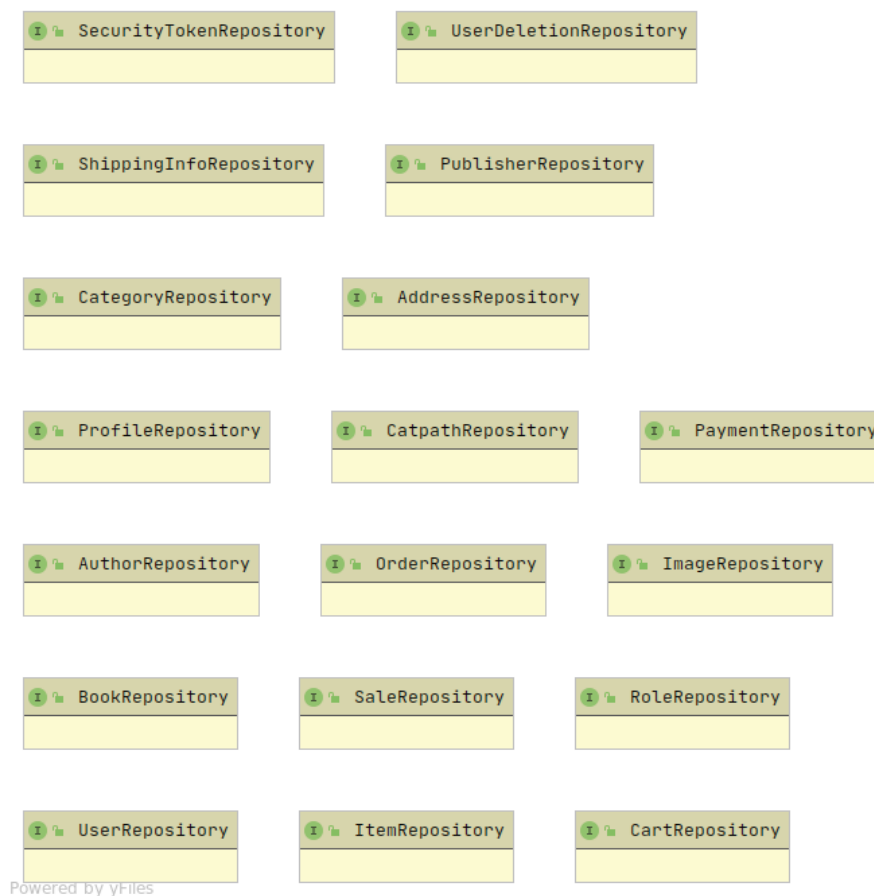 SecurityTokenRepository UserDeletionRepository
ShippingInfoRepository PublisherRepository
CategoryRepository AddressRepository
ProfileRepository CatpathRepository PaymentRepository
AuthorRepository OrderRepository ImageRepository
BookRepository SaleRepository RoleRepository
UserRepository ItemRepository CartRepository
Powered by yFiles